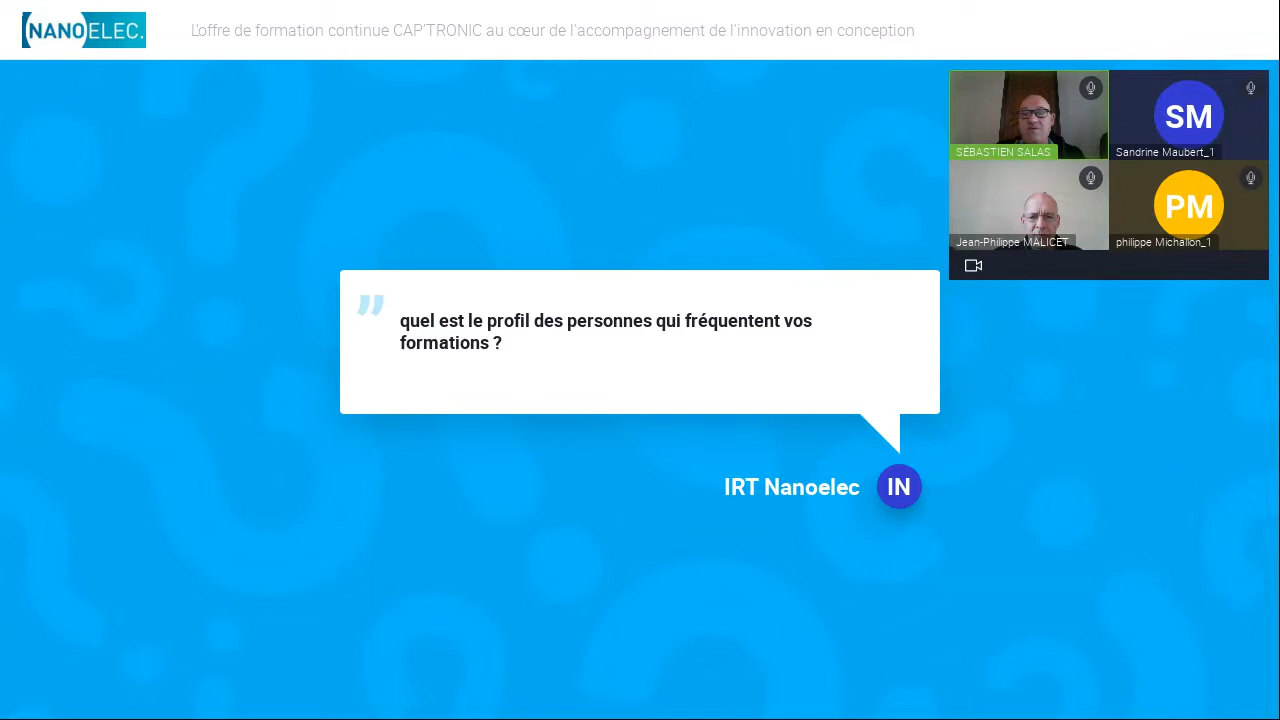 (NANOELEC.
L'offre de formation continue CAP'TRONIC au cœur de l'accompagnement de l'innovation en conception
SÉBASTIEN SALAS
SM
Sandrine Maubert_1
Jean-Philippe MALICET
PM
philippe Michallon_1
quel est le profil des personnes qui fréquentent vos
formations ?
IRT Nanoelec
IN